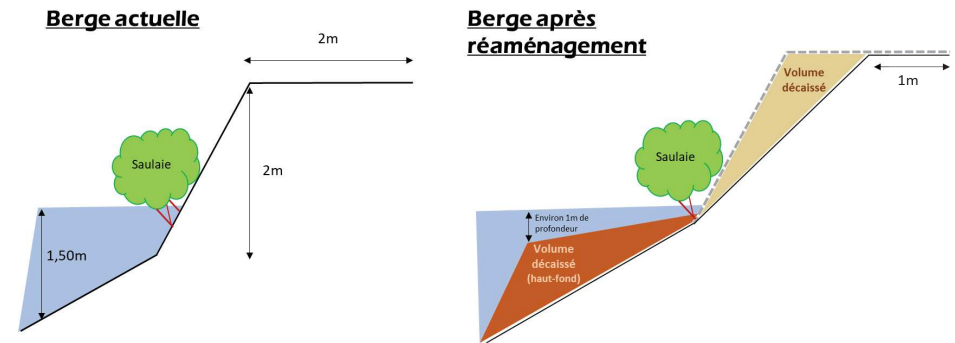 Berge actuelle
2m
Saulaie
2m
1,50m
Berge après
réaménagement
Volume
décaissé
1m
Saulaie
Environ 1m de
profondeur
Volume
décaissé
(haut-fond)